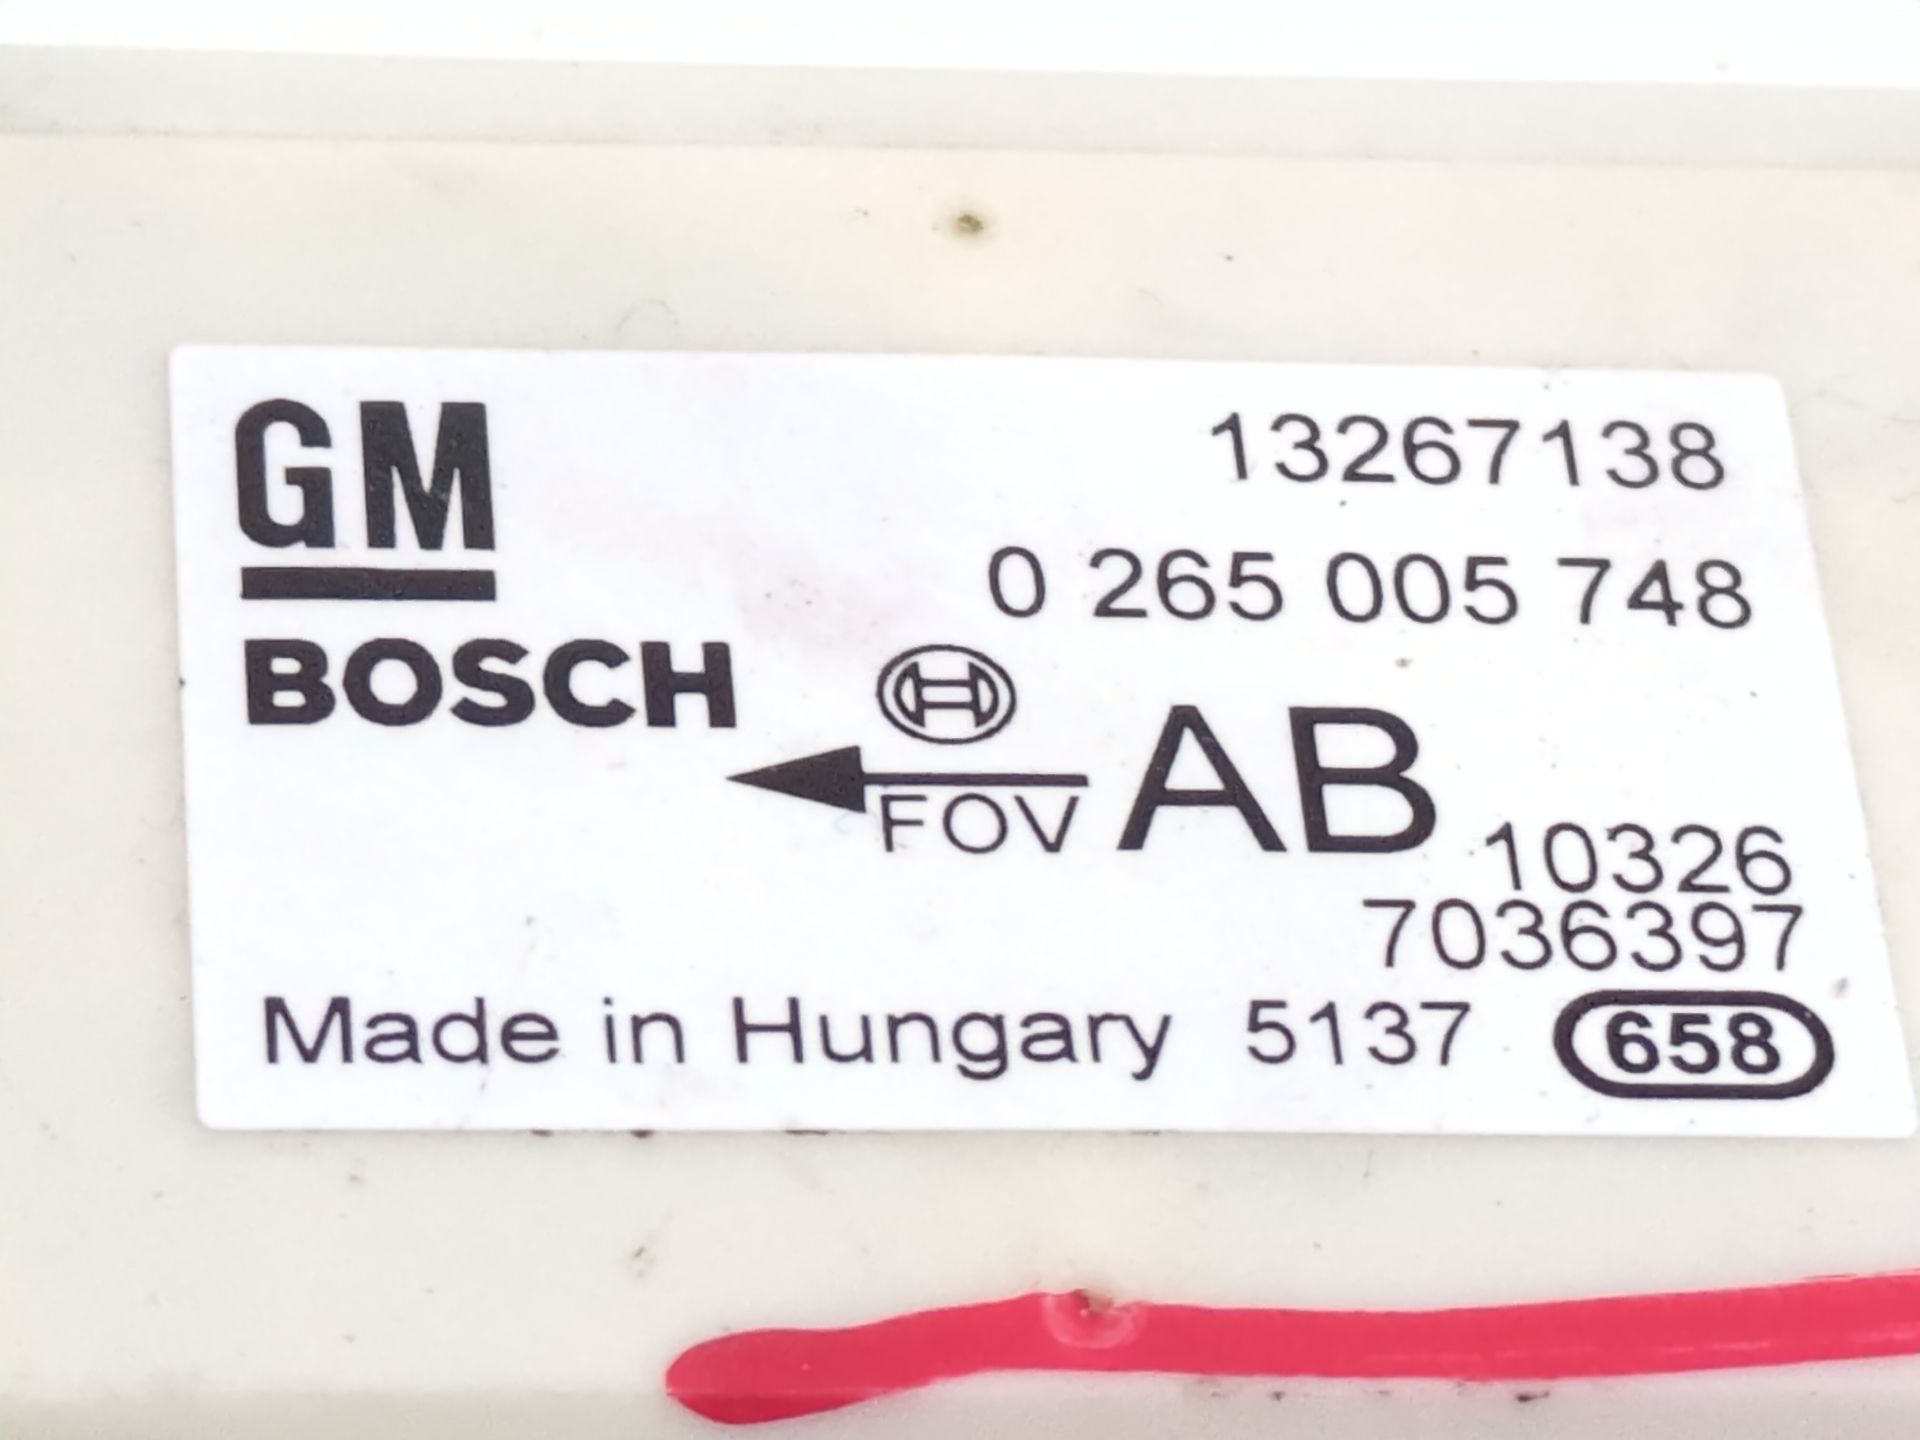 GM
13267138
0 265 005 748
BOSCH
AB
FOV
10326
7036397
Made in Hungary 5137 658